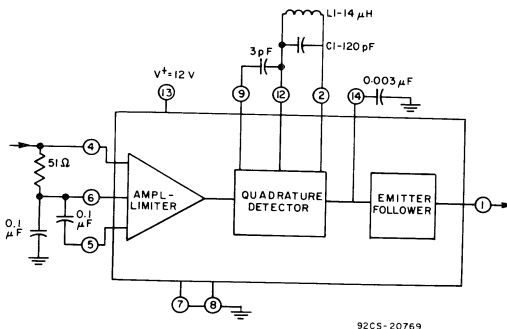 L1-14 μH
C1-120 pF
3 pF
V+=12 V
13
9
12
2
14
0.003 μF
4
51Ω
6
5
0.1
μF
0.1
μF
AMPL-
LIMITER
QUADRATURE
DETECTOR
EMITTER
FOLLOWER
1
7
8
92CS-20769